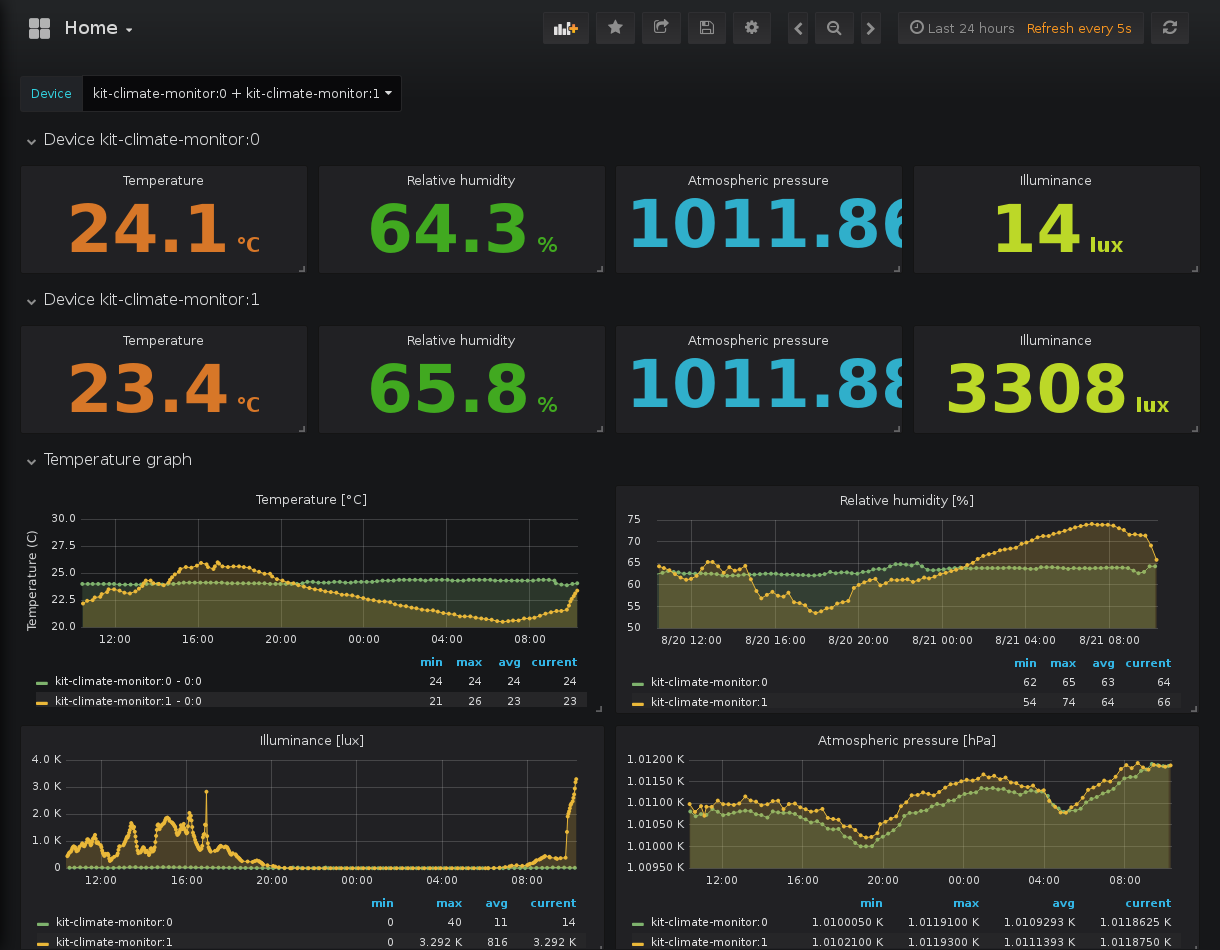 Home
Last 24 hours Refresh every 5s
Device kit-climate-monitor:0 + kit-climate-monitor:1
Device kit-climate-monitor:0
Temperature Relative humidity Atmospheric pressure Illuminance
24.1 °C 64.3 % 1011.86 14 lux
Device kit-climate-monitor:1
Temperature Relative humidity Atmospheric pressure Illuminance
23.4 °C 65.8 % 1011.88 3308 lux
Temperature graph
Temperature [°C]
Temperature (C)
30.0
27.5
25.0
22.5
20.0
12:00 16:00 20:00 00:00 04:00 08:00
min max avg current
kit-climate-monitor:0 - 0:0 24 24 24 24
kit-climate-monitor:1 - 0:0 21 26 23 23
Relative humidity [%]
75
70
65
60
55
50
8/20 12:00 8/20 16:00 8/20 20:00 8/21 00:00 8/21 04:00 8/21 08:00
min max avg current
kit-climate-monitor:0 62 65 63 64
kit-climate-monitor:1 54 74 64 66
Illuminance [lux]
4.0 K
3.0 K
2.0 K
1.0 K
0
12:00 16:00 20:00 00:00 04:00 08:00
min max avg current
kit-climate-monitor:0 0 40 11 14
kit-climate-monitor:1 0 3.292 K 816 3.292 K
Atmospheric pressure [hPa]
1.01200 K
1.01150 K
1.01100 K
1.01050 K
1.01000 K
1.00950 K
12:00 16:00 20:00 00:00 04:00 08:00
min max avg current
kit-climate-monitor:0 1.0100050 K 1.0119100 K 1.0109293 K 1.0118625 K
kit-climate-monitor:1 1.0102100 K 1.0119300 K 1.0111393 K 1.0118750 K